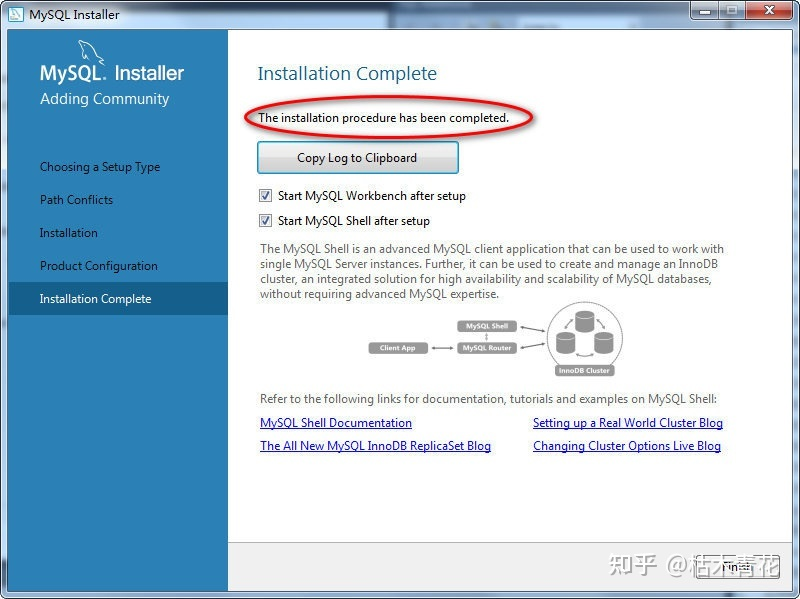 MySQL Installer
MySQL. Installer
Adding Community
Choosing a Setup Type
Path Conflicts
Installation
Product Configuration
Installation Complete
Installation Complete
The installation procedure has been completed.
Copy Log to Clipboard
Start MySQL Workbench after setup
Start MySQL Shell after setup
The MySQL Shell is an advanced MySQL client application that can be used to work with
single MySQL Server instances. Further, it can be used to create and manage an InnoDB
cluster, an integrated solution for high availability and scalability of MySQL databases,
without requiring advanced MySQL expertise.
MySQL Shell
Client App
MySQL Router
InnoDB Cluster
Refer to the following links for documentation, tutorials and examples on MySQL Shell:
MySQL Shell Documentation
Setting up a Real World Cluster Blog
The All New MySQL InnoDB ReplicaSet Blog
Changing Cluster Options Live Blog
Finish
知乎 @枯木青花